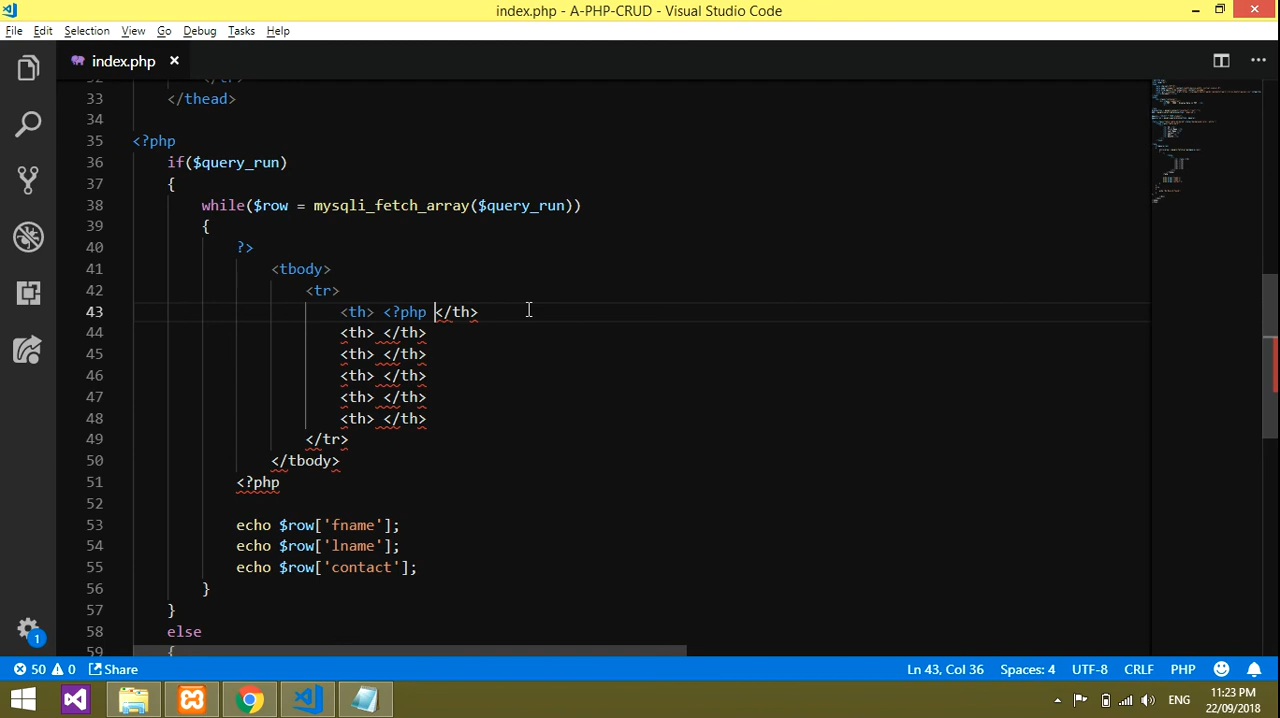 index.php - A-PHP-CRUD - Visual Studio Code
File Edit Selection View Go Debug Tasks Help
index.php ×
33 </thead>
34
35 <?php
36 if($query_run)
37 {
38 while($row = mysqli_fetch_array($query_run))
39 {
40 ?>
41 <tbody>
42 <tr>
43 <th> <?php </th>
44 <th> </th>
45 <th> </th>
46 <th> </th>
47 <th> </th>
48 <th> </th>
49 </tr>
50 </tbody>
51 <?php
52
53 echo $row['fname'];
54 echo $row['lname'];
55 echo $row['contact'];
56 }
57 }
58 else
59 {
1
50 0 Share Ln 43, Col 36 Spaces: 4 UTF-8 CRLF PHP
ENG 11:23 PM
22/09/2018